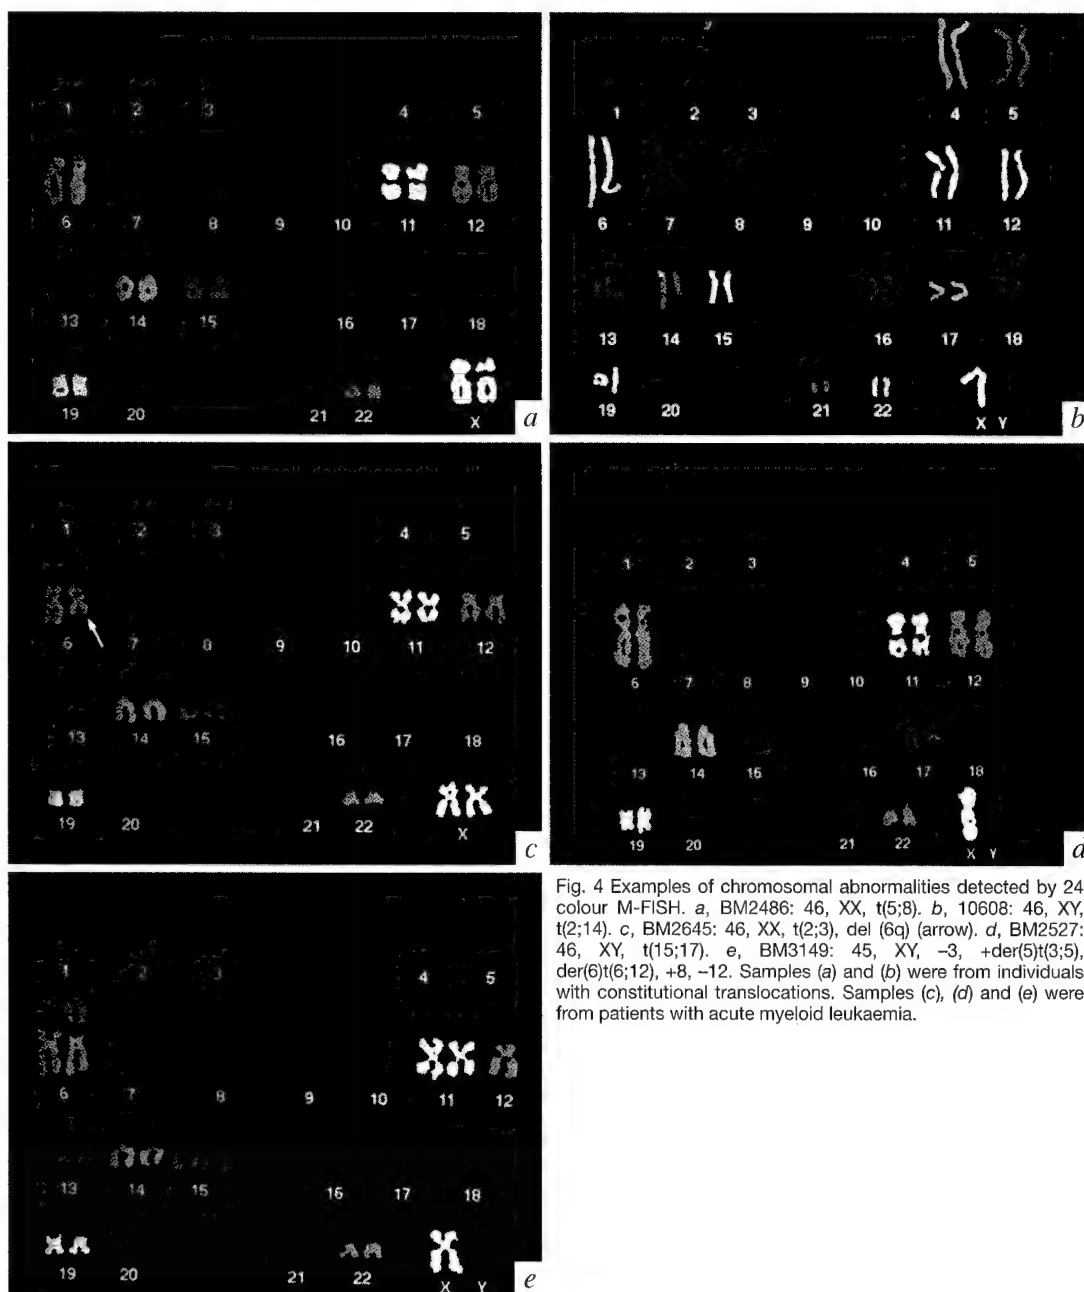 1 2 3 4 5
6 7 8 9 10 11 12
13 14 15 16 17 18
19 20 21 22 X
a
1 2 3 4 5
6 7 8 9 10 11 12
13 14 15 16 17 18
19 20 21 22 X Y
b
1 2 3 4 5
6 7 8 9 10 11 12
13 14 15 16 17 18
19 20 21 22 X
c
1 2 3 4 5
6 7 8 9 10 11 12
13 14 15 16 17 18
19 20 21 22 X Y
d
1 2 3 4 5
6 7 8 9 10 11 12
13 14 15 16 17 18
19 20 21 22 X Y
e
Fig. 4 Examples of chromosomal abnormalities detected by 24
colour M-FISH. a, BM2486: 46, XX, t(5;8). b, 10608: 46, XY,
t(2;14). c, BM2645: 46, XX, t(2;3), del (6q) (arrow). d, BM2527:
46, XY, t(15;17). e, BM3149: 45, XY, –3, +der(5)t(3;5),
der(6)t(6;12), +8, –12. Samples (a) and (b) were from individuals
with constitutional translocations. Samples (c), (d) and (e) were
from patients with acute myeloid leukaemia.